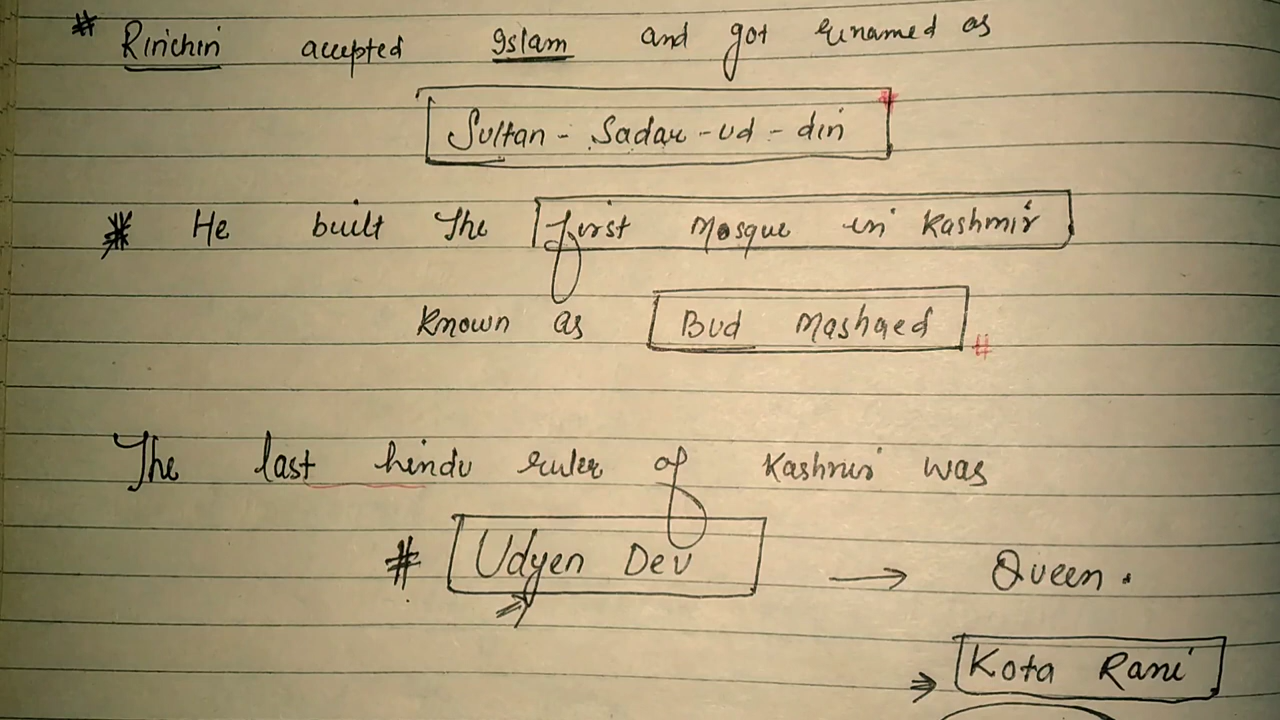 # Rinchin accepted Islam and got renamed as
Sultan - Sadar - ud - din
* He built the first Mosque in Kashmir
Known as Bud Mashaed #
The last hindu ruler of Kashmir was
# Udyen Dev → Queen.
→ Kota Rani